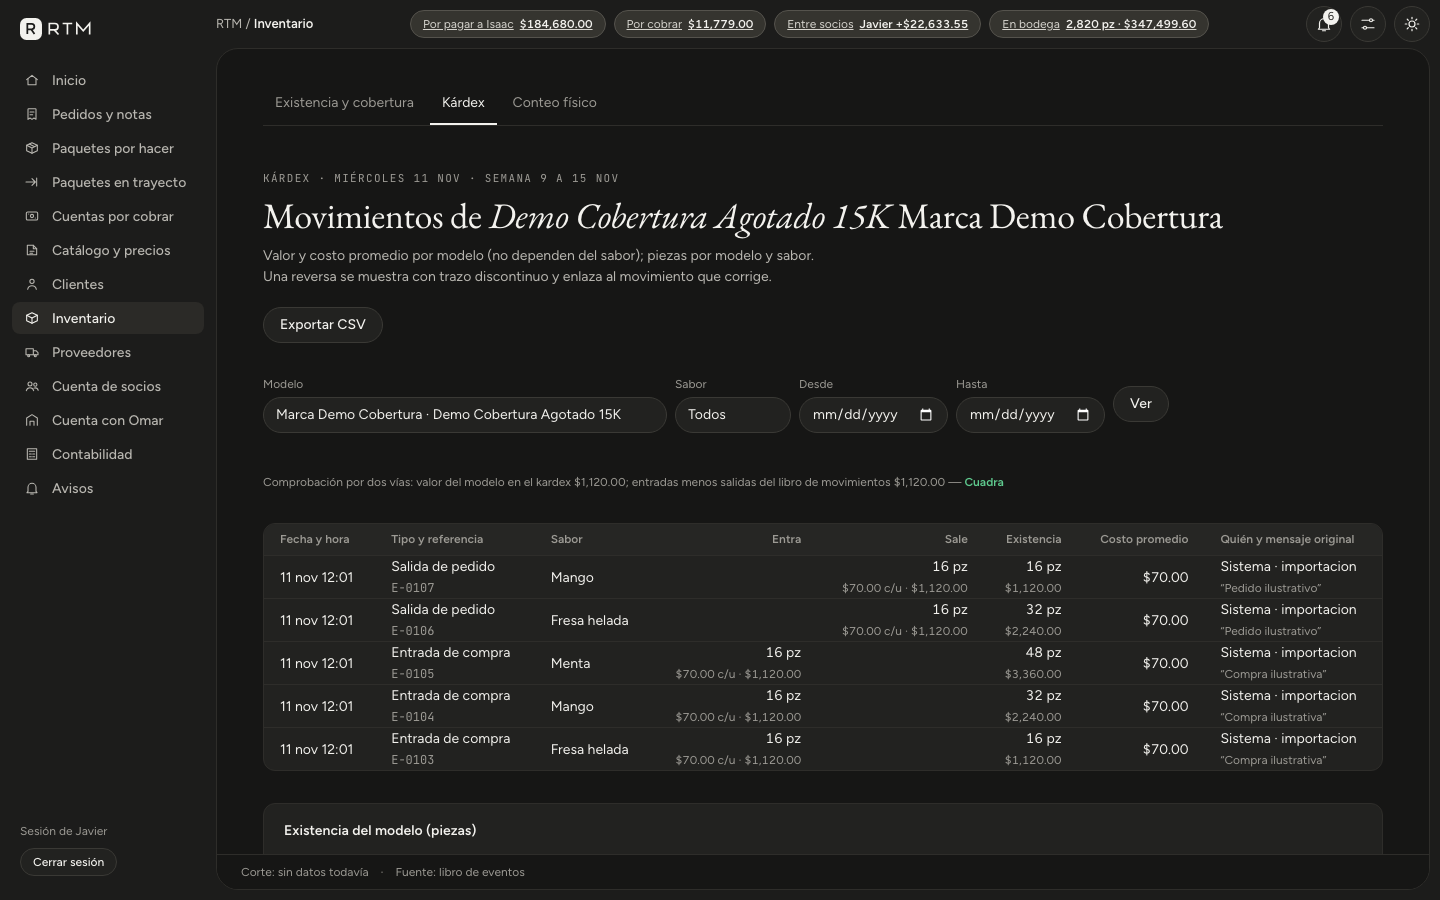 R RTM
RTM / Inventario
Por pagar a Isaac $184,680.00
Por cobrar $11,779.00
Entre socios Javier +$22,633.55
En bodega 2,820 pz · $347,499.60
6
Inicio
Pedidos y notas
Paquetes por hacer
Paquetes en trayecto
Cuentas por cobrar
Catálogo y precios
Clientes
Inventario
Proveedores
Cuenta de socios
Cuenta con Omar
Contabilidad
Avisos
Sesión de Javier
Cerrar sesión
Existencia y cobertura Kárdex Conteo físico
KÁRDEX · MIÉRCOLES 11 NOV · SEMANA 9 A 15 NOV
Movimientos de Demo Cobertura Agotado 15K Marca Demo Cobertura
Valor y costo promedio por modelo (no dependen del sabor); piezas por modelo y sabor.
Una reversa se muestra con trazo discontinuo y enlaza al movimiento que corrige.
Exportar CSV
Modelo Sabor Desde Hasta
Marca Demo Cobertura · Demo Cobertura Agotado 15K Todos mm/dd/yyyy mm/dd/yyyy Ver
Comprobación por dos vías: valor del modelo en el kardex $1,120.00; entradas menos salidas del libro de movimientos $1,120.00 — Cuadra
Fecha y hora Tipo y referencia Sabor Entra Sale Existencia Costo promedio Quién y mensaje original
11 nov 12:01 Salida de pedido Mango 16 pz 16 pz $70.00 Sistema · importacion
E-0107 $70.00 c/u · $1,120.00 $1,120.00 “Pedido ilustrativo”
11 nov 12:01 Salida de pedido Fresa helada 16 pz 32 pz $70.00 Sistema · importacion
E-0106 $70.00 c/u · $1,120.00 $2,240.00 “Pedido ilustrativo”
11 nov 12:01 Entrada de compra Menta 16 pz 48 pz $70.00 Sistema · importacion
E-0105 $70.00 c/u · $1,120.00 $3,360.00 “Compra ilustrativa”
11 nov 12:01 Entrada de compra Mango 16 pz 32 pz $70.00 Sistema · importacion
E-0104 $70.00 c/u · $1,120.00 $2,240.00 “Compra ilustrativa”
11 nov 12:01 Entrada de compra Fresa helada 16 pz 16 pz $70.00 Sistema · importacion
E-0103 $70.00 c/u · $1,120.00 $1,120.00 “Compra ilustrativa”
Existencia del modelo (piezas)
Corte: sin datos todavía · Fuente: libro de eventos